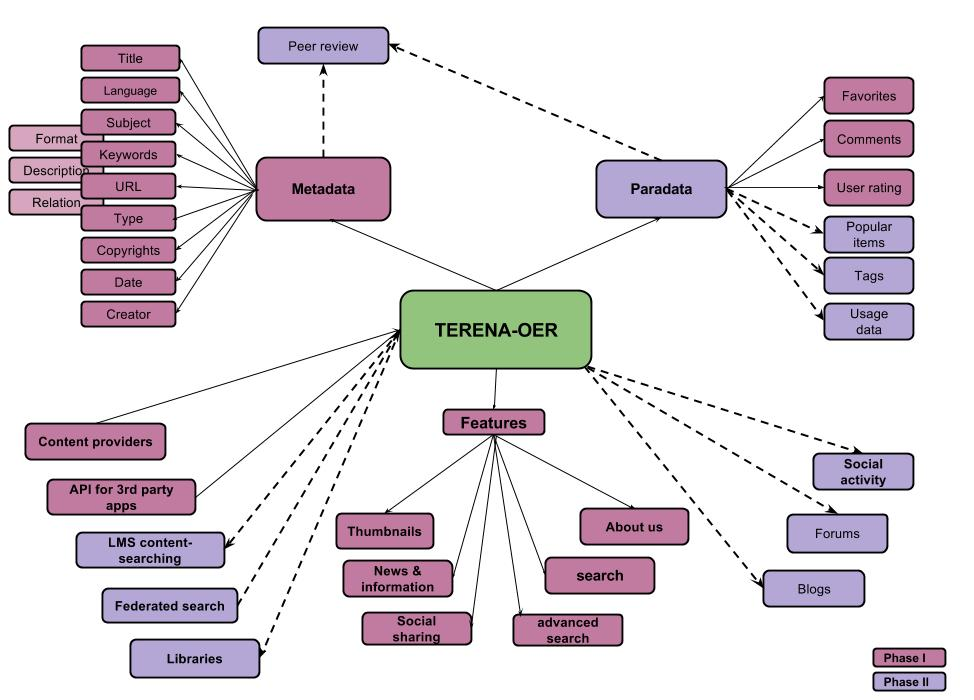 Peer review
Title
Language
Subject
Format
Keywords
Description
URL
Relation
Type
Copyrights
Date
Creator
Metadata
Paradata
Favorites
Comments
User rating
Popular
items
Tags
Usage
data
TERENA-OER
Content providers
API for 3rd party
apps
LMS content-
searching
Federated search
Libraries
Features
Thumbnails
News &
information
Social
sharing
About us
search
advanced
search
Social
activity
Forums
Blogs
Phase I
Phase II